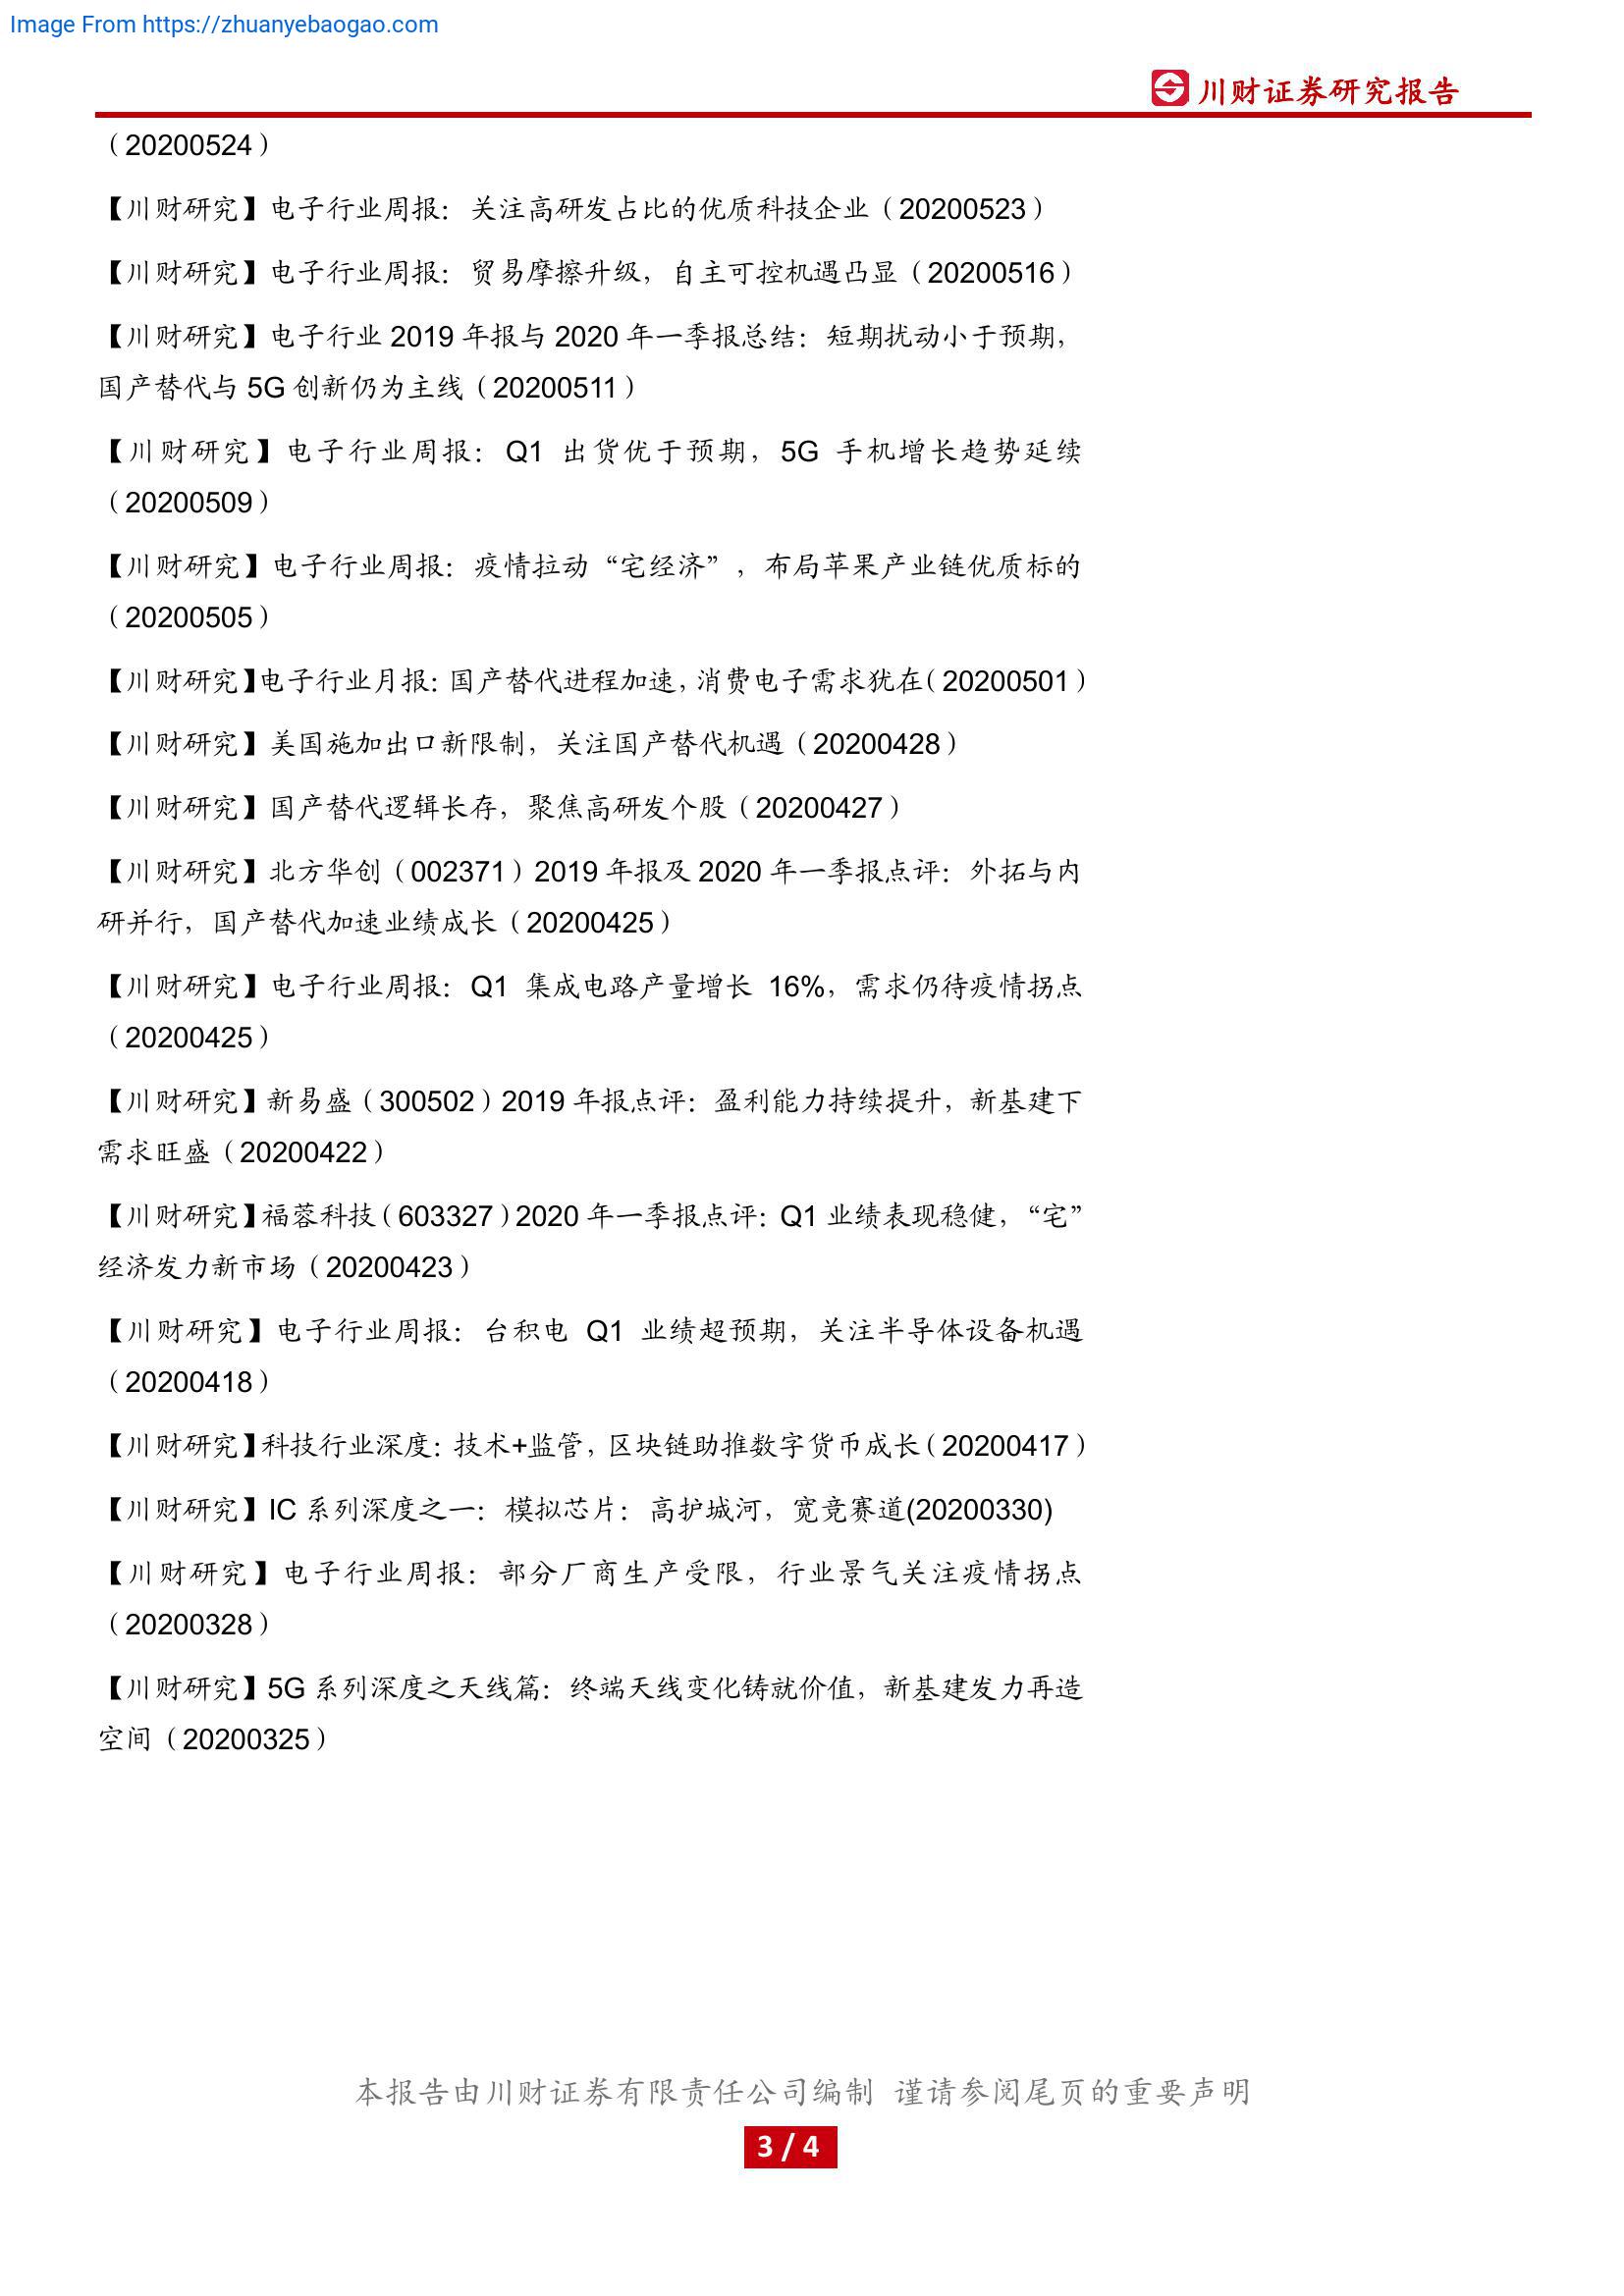 Image From https://zhuanyebaogao.com
川财证券研究报告
（20200524）
【川财研究】电子行业周报：关注高研发占比的优质科技企业（20200523）
【川财研究】电子行业周报：贸易摩擦升级，自主可控机遇凸显（20200516）
【川财研究】电子行业 2019 年报与 2020 年一季报总结：短期扰动小于预期，
国产替代与 5G 创新仍为主线（20200511）
【川财研究】电子行业周报：Q1 出货优于预期，5G 手机增长趋势延续
（20200509）
【川财研究】电子行业周报：疫情拉动“宅经济”，布局苹果产业链优质标的
（20200505）
【川财研究】电子行业月报：国产替代进程加速，消费电子需求犹在（20200501）
【川财研究】美国施加出口新限制，关注国产替代机遇（20200428）
【川财研究】国产替代逻辑长存，聚焦高研发个股（20200427）
【川财研究】北方华创（002371）2019 年报及 2020 年一季报点评：外拓与内
研并行，国产替代加速业绩成长（20200425）
【川财研究】电子行业周报：Q1 集成电路产量增长 16%，需求仍待疫情拐点
（20200425）
【川财研究】新易盛（300502）2019 年报点评：盈利能力持续提升，新基建下
需求旺盛（20200422）
【川财研究】福蓉科技（603327）2020 年一季报点评：Q1 业绩表现稳健，“宅”
经济发力新市场（20200423）
【川财研究】电子行业周报：台积电 Q1 业绩超预期，关注半导体设备机遇
（20200418）
【川财研究】科技行业深度：技术+监管，区块链助推数字货币成长（20200417）
【川财研究】IC 系列深度之一：模拟芯片：高护城河，宽竞赛道(20200330)
【川财研究】电子行业周报：部分厂商生产受限，行业景气关注疫情拐点
（20200328）
【川财研究】5G 系列深度之天线篇：终端天线变化铸就价值，新基建发力再造
空间（20200325）
本报告由川财证券有限责任公司编制 谨请参阅尾页的重要声明
3 / 4